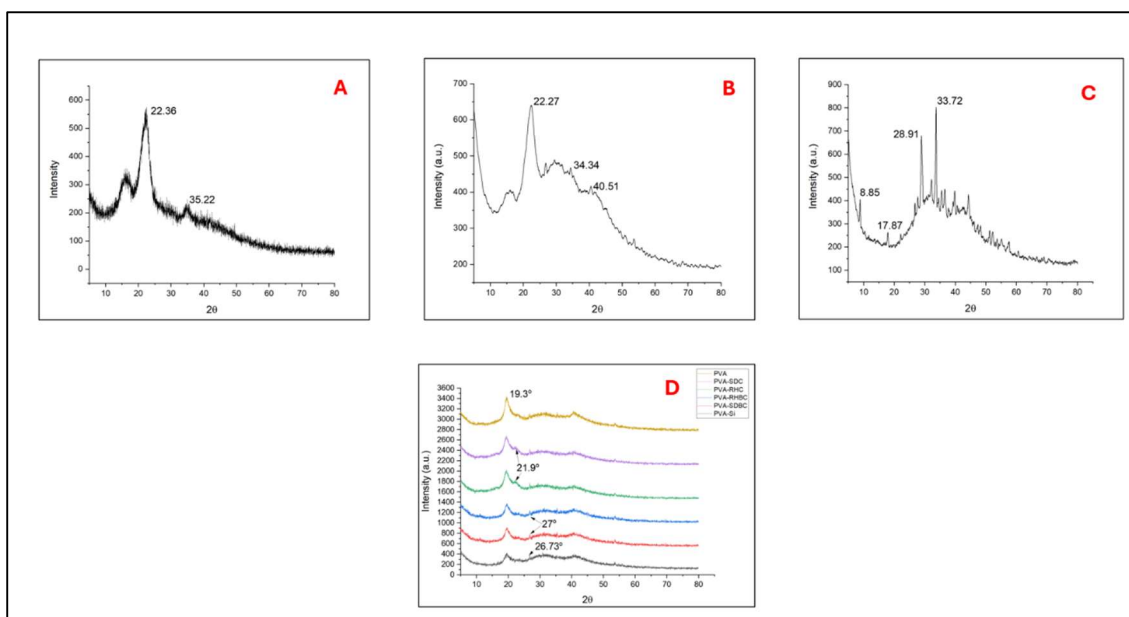 A
600
500
400
300
200
100
0
Intensity
22.36
35.22
10 20 30 40 50 60 70 80
2θ
B
700
600
500
400
300
200
Intensity (a.u.)
22.27
34.34
40.51
10 20 30 40 50 60 70 80
2θ
C
900
800
700
600
500
400
300
200
100
Intensity (a.u.)
33.72
28.91
8.85
17.87
10 20 30 40 50 60 70 80
2θ
D
PVA
PVA-SDC
PVA-RHC
PVA-RHBC
PVA-SDBC
PVA-Si
3600
3400
3200
3000
2800
2600
2400
2200
2000
1800
1600
1400
1200
1000
800
600
400
200
0
Intensity (a.u.)
19.3°
21.9°
27°
26.73°
10 20 30 40 50 60 70 80
2θ